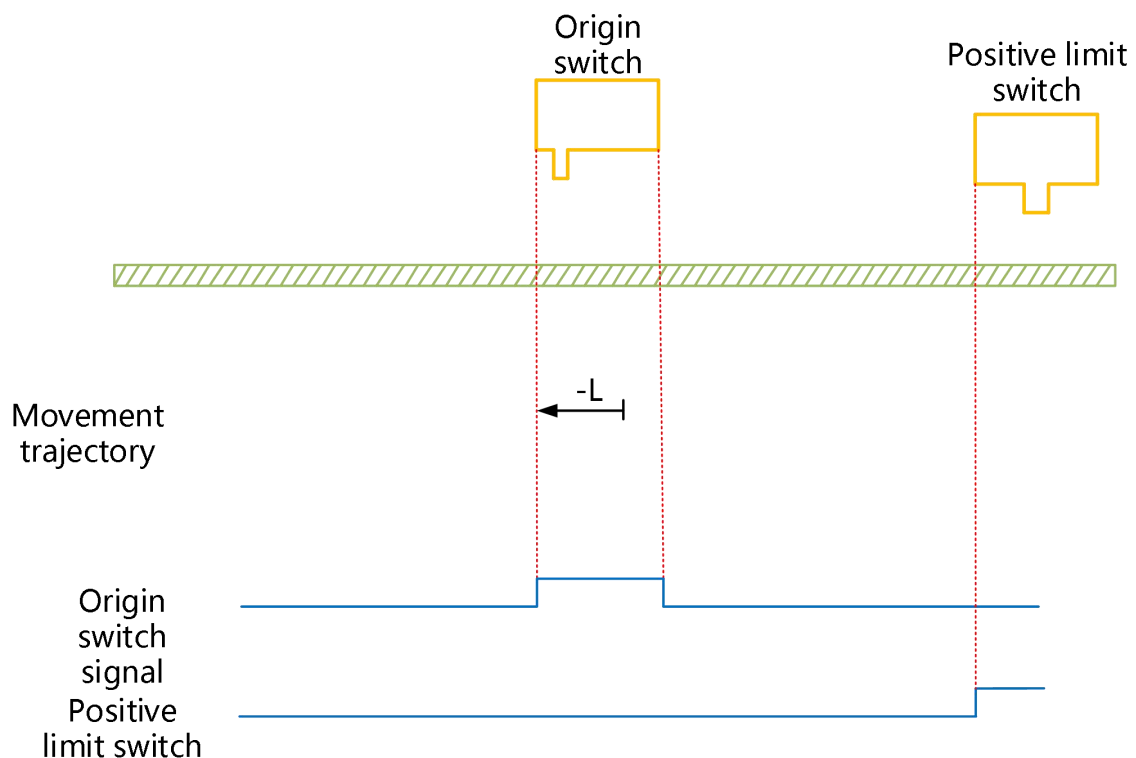 Origin
switch
Positive limit
switch
-L
Movement
trajectory
Origin
switch
signal
Positive
limit switch